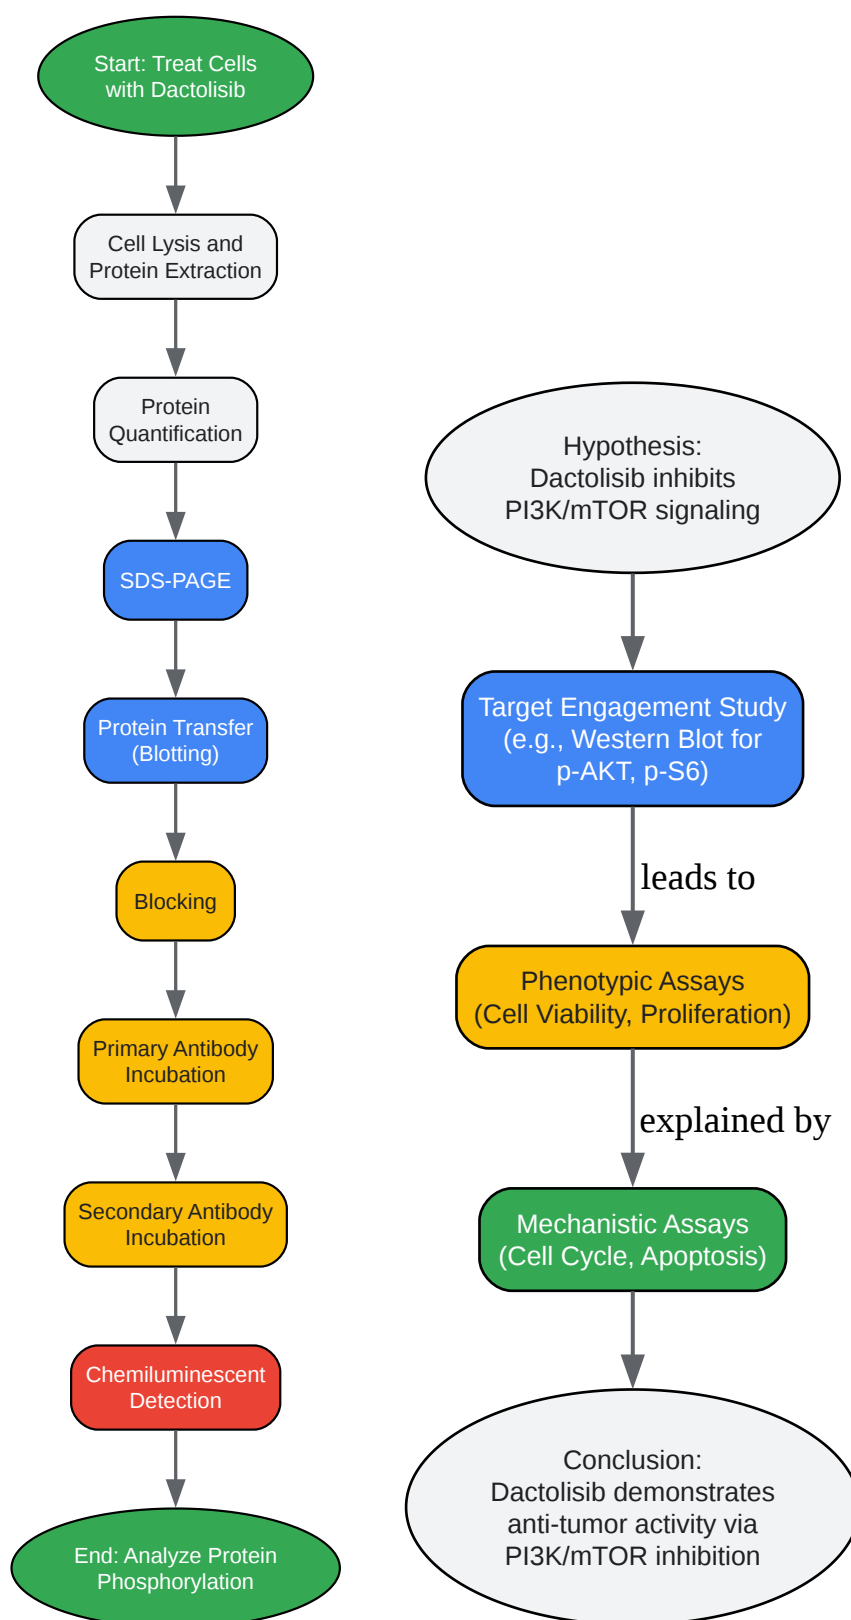 Start: Treat Cells
with Dactolisib
Cell Lysis and
Protein Extraction
Protein
Quantification
SDS-PAGE
Protein Transfer
(Blotting)
Blocking
Primary Antibody
Incubation
Secondary Antibody
Incubation
Chemiluminescent
Detection
End: Analyze Protein
Phosphorylation
Hypothesis:
Dactolisib inhibits
PI3K/mTOR signaling
Target Engagement Study
(e.g., Western Blot for
p-AKT, p-S6)
leads to
Phenotypic Assays
(Cell Viability, Proliferation)
explained by
Mechanistic Assays
(Cell Cycle, Apoptosis)
Conclusion:
Dactolisib demonstrates
anti-tumor activity via
PI3K/mTOR inhibition